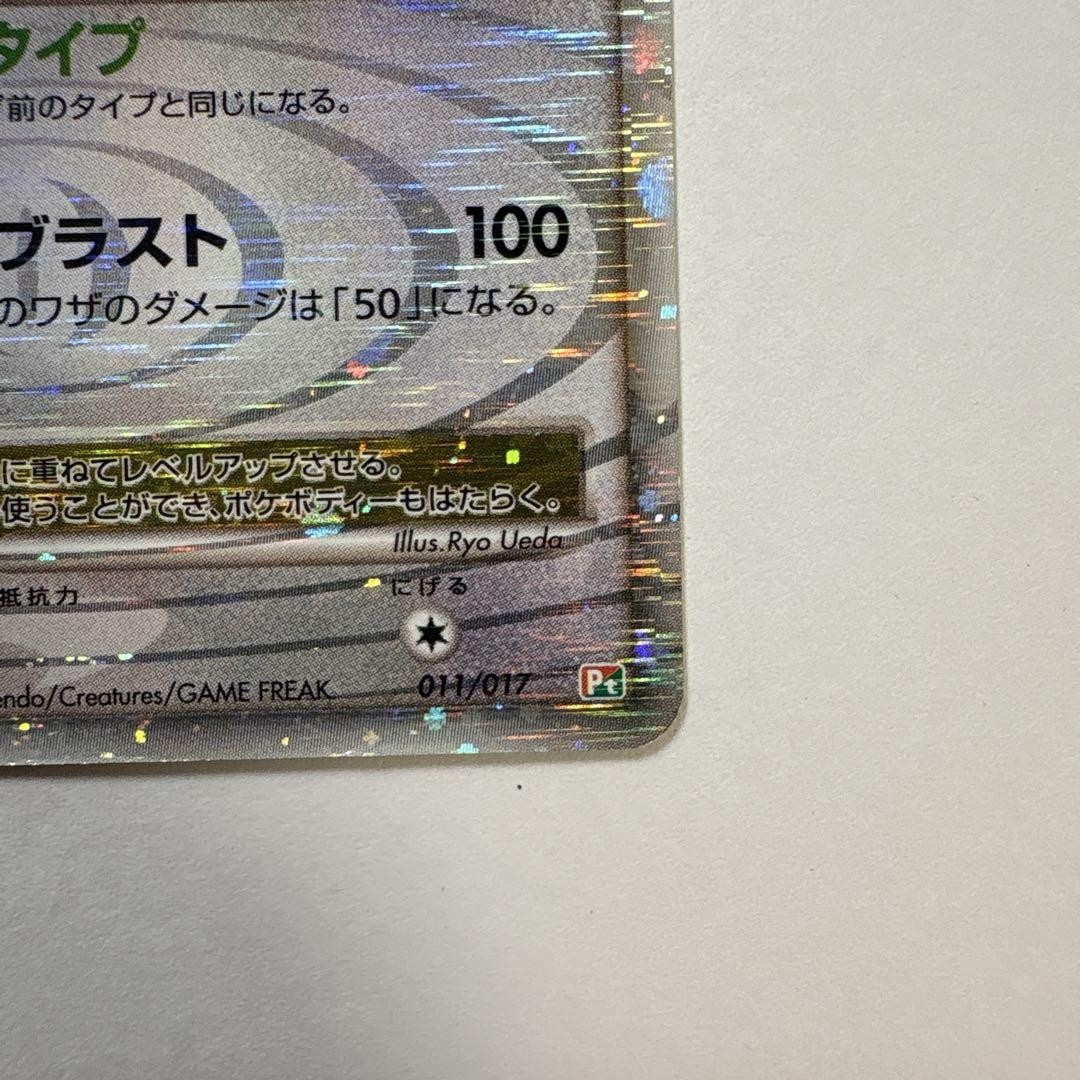 タイプ
前のタイプと同じになる。
ブラスト 100
のワザのダメージは「50」になる。
に重ねてレベルアップさせる。
使うことができ、ポケボディーもはたらく。
Illus.Ryo Ueda
抵抗力 にげる
endo/Creatures/GAME FREAK. 011/017 Pt